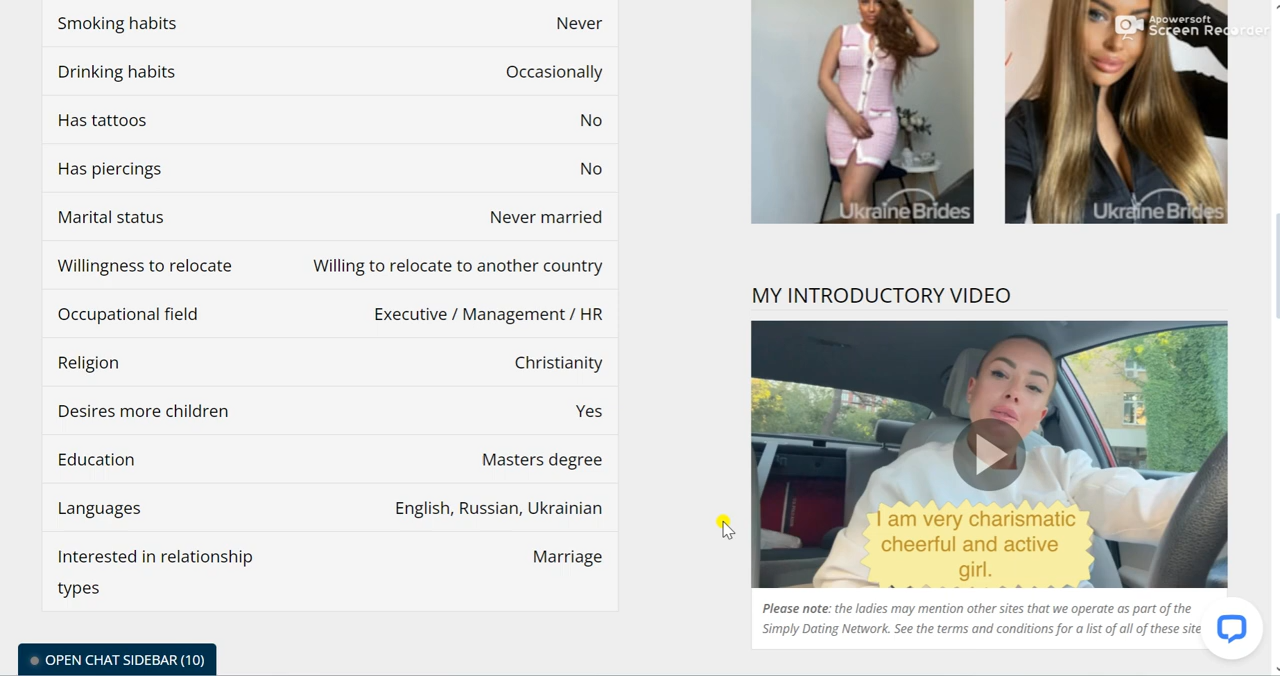 Smoking habits Never
Drinking habits Occasionally
Has tattoos No
Has piercings No
Marital status Never married
Willingness to relocate Willing to relocate to another country
Occupational field Executive / Management / HR
Religion Christianity
Desires more children Yes
Education Masters degree
Languages English, Russian, Ukrainian
Interested in relationship types Marriage
OPEN CHAT SIDEBAR (10)
Apowersoft
Screen Recorder
Ukraine Brides
Ukraine Brides
MY INTRODUCTORY VIDEO
I am very charismatic
cheerful and active
girl.
Please note: the ladies may mention other sites that we operate as part of the
Simply Dating Network. See the terms and conditions for a list of all of these site